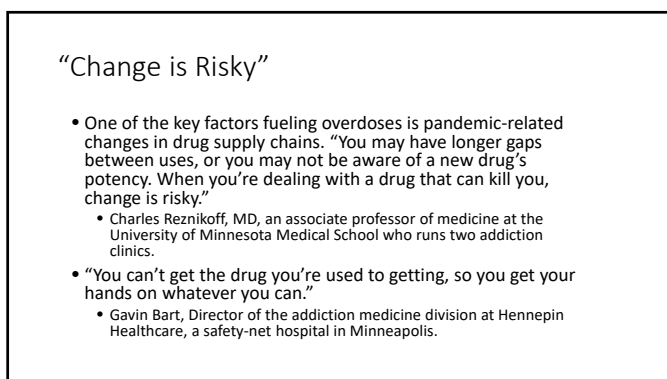 “Change is Risky”
• One of the key factors fueling overdoses is pandemic-related
changes in drug supply chains. “You may have longer gaps
between uses, or you may not be aware of a new drug’s
potency. When you’re dealing with a drug that can kill you,
change is risky.”
• Charles Reznikoff, MD, an associate professor of medicine at the
University of Minnesota Medical School who runs two addiction
clinics.
• “You can’t get the drug you’re used to getting, so you get your
hands on whatever you can.”
• Gavin Bart, Director of the addiction medicine division at Hennepin
Healthcare, a safety-net hospital in Minneapolis.